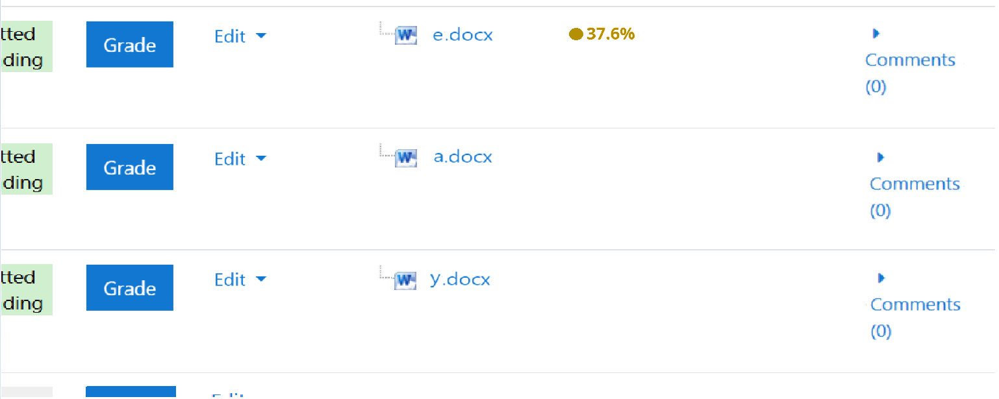 tted
ding
Grade
Edit
e.docx
37.6%
Comments
(0)
tted
ding
Grade
Edit
a.docx
Comments
(0)
tted
ding
Grade
Edit
y.docx
Comments
(0)
Edit